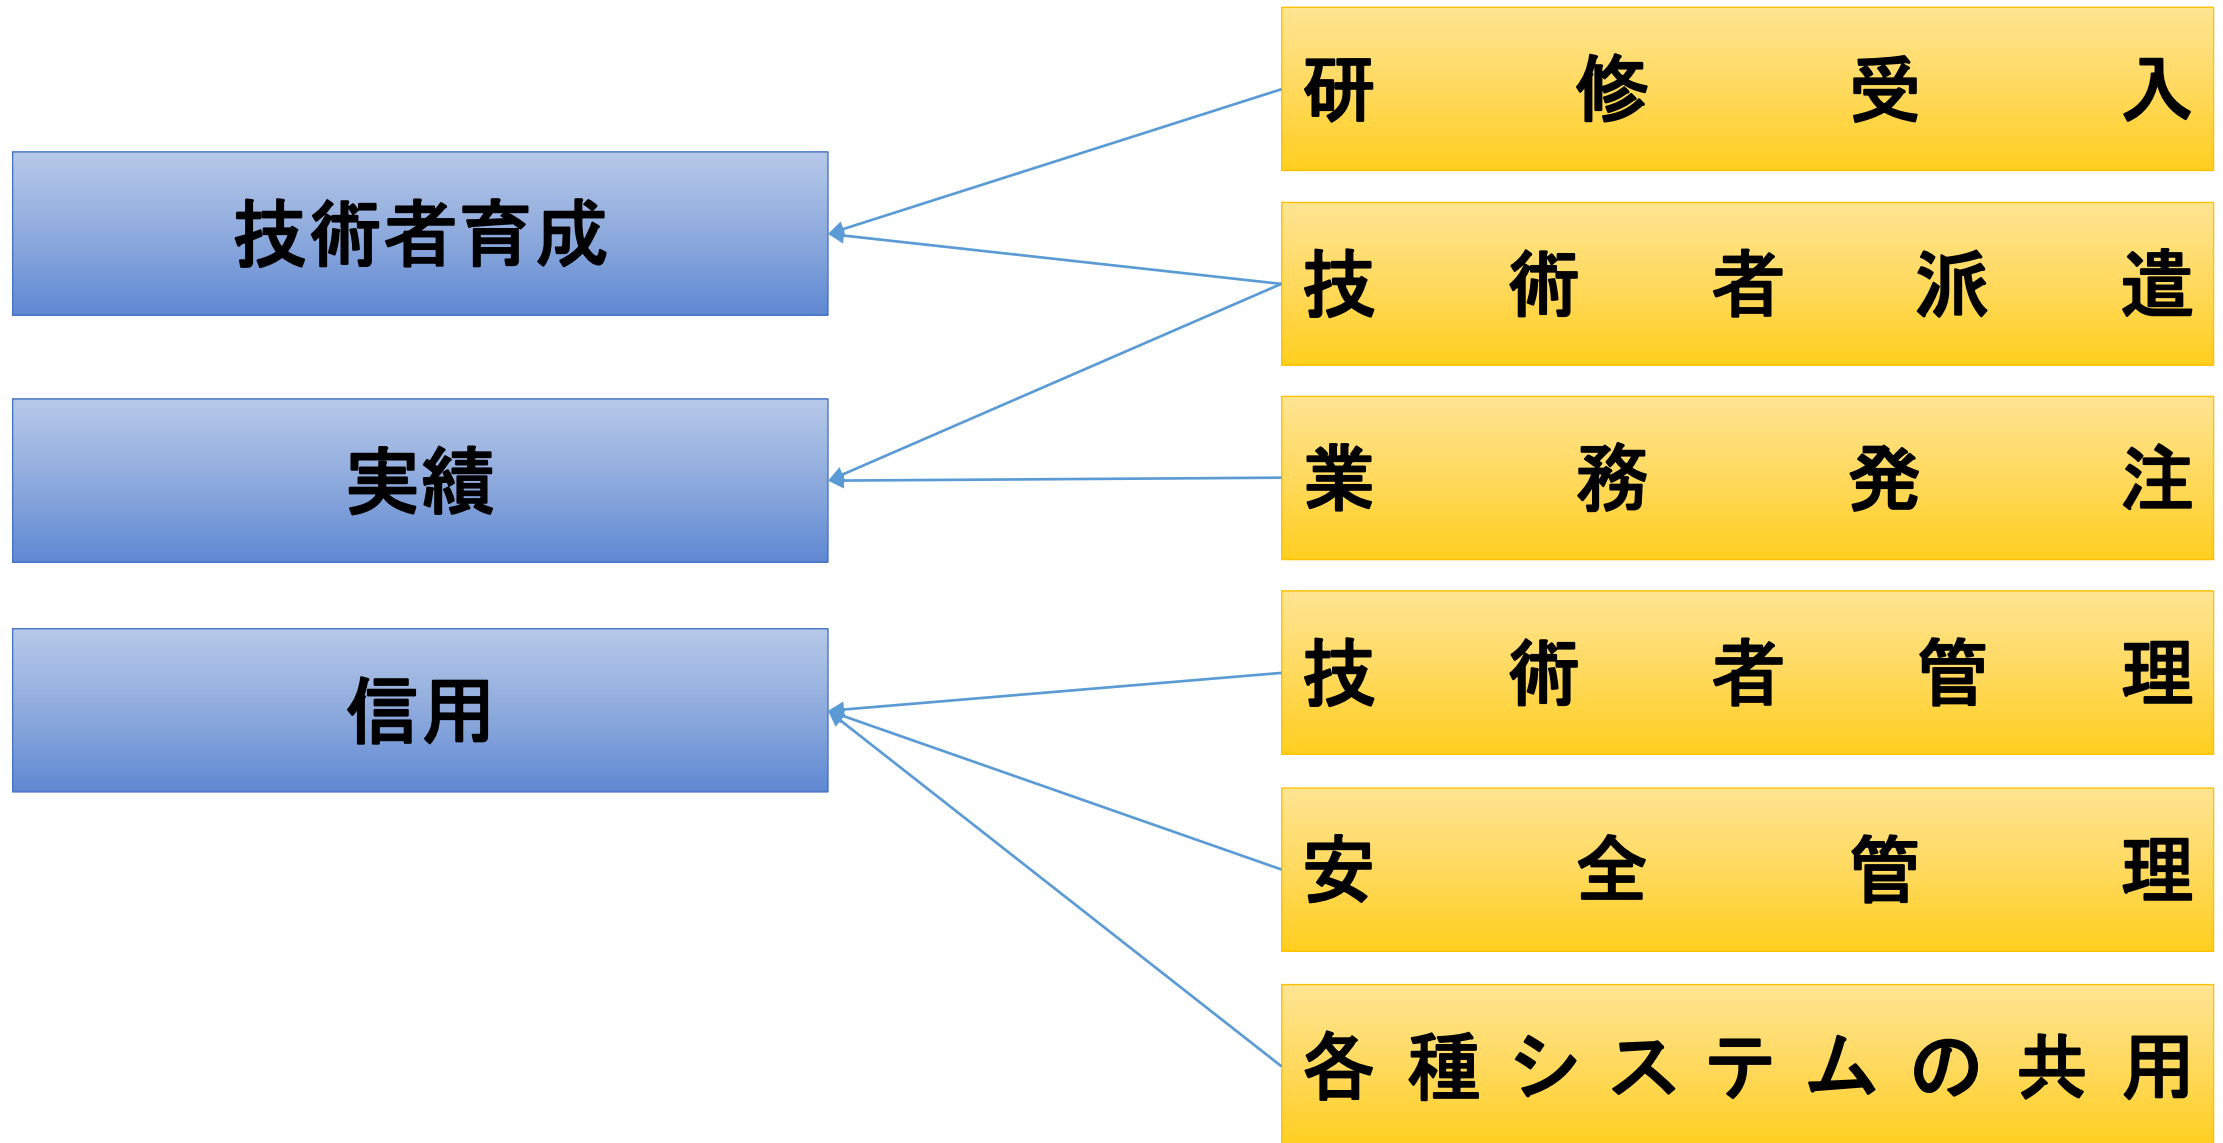 技術者育成
実績
信用
研修受入
技術者派遣
業務発注
技術者管理
安全管理
各種システムの共用